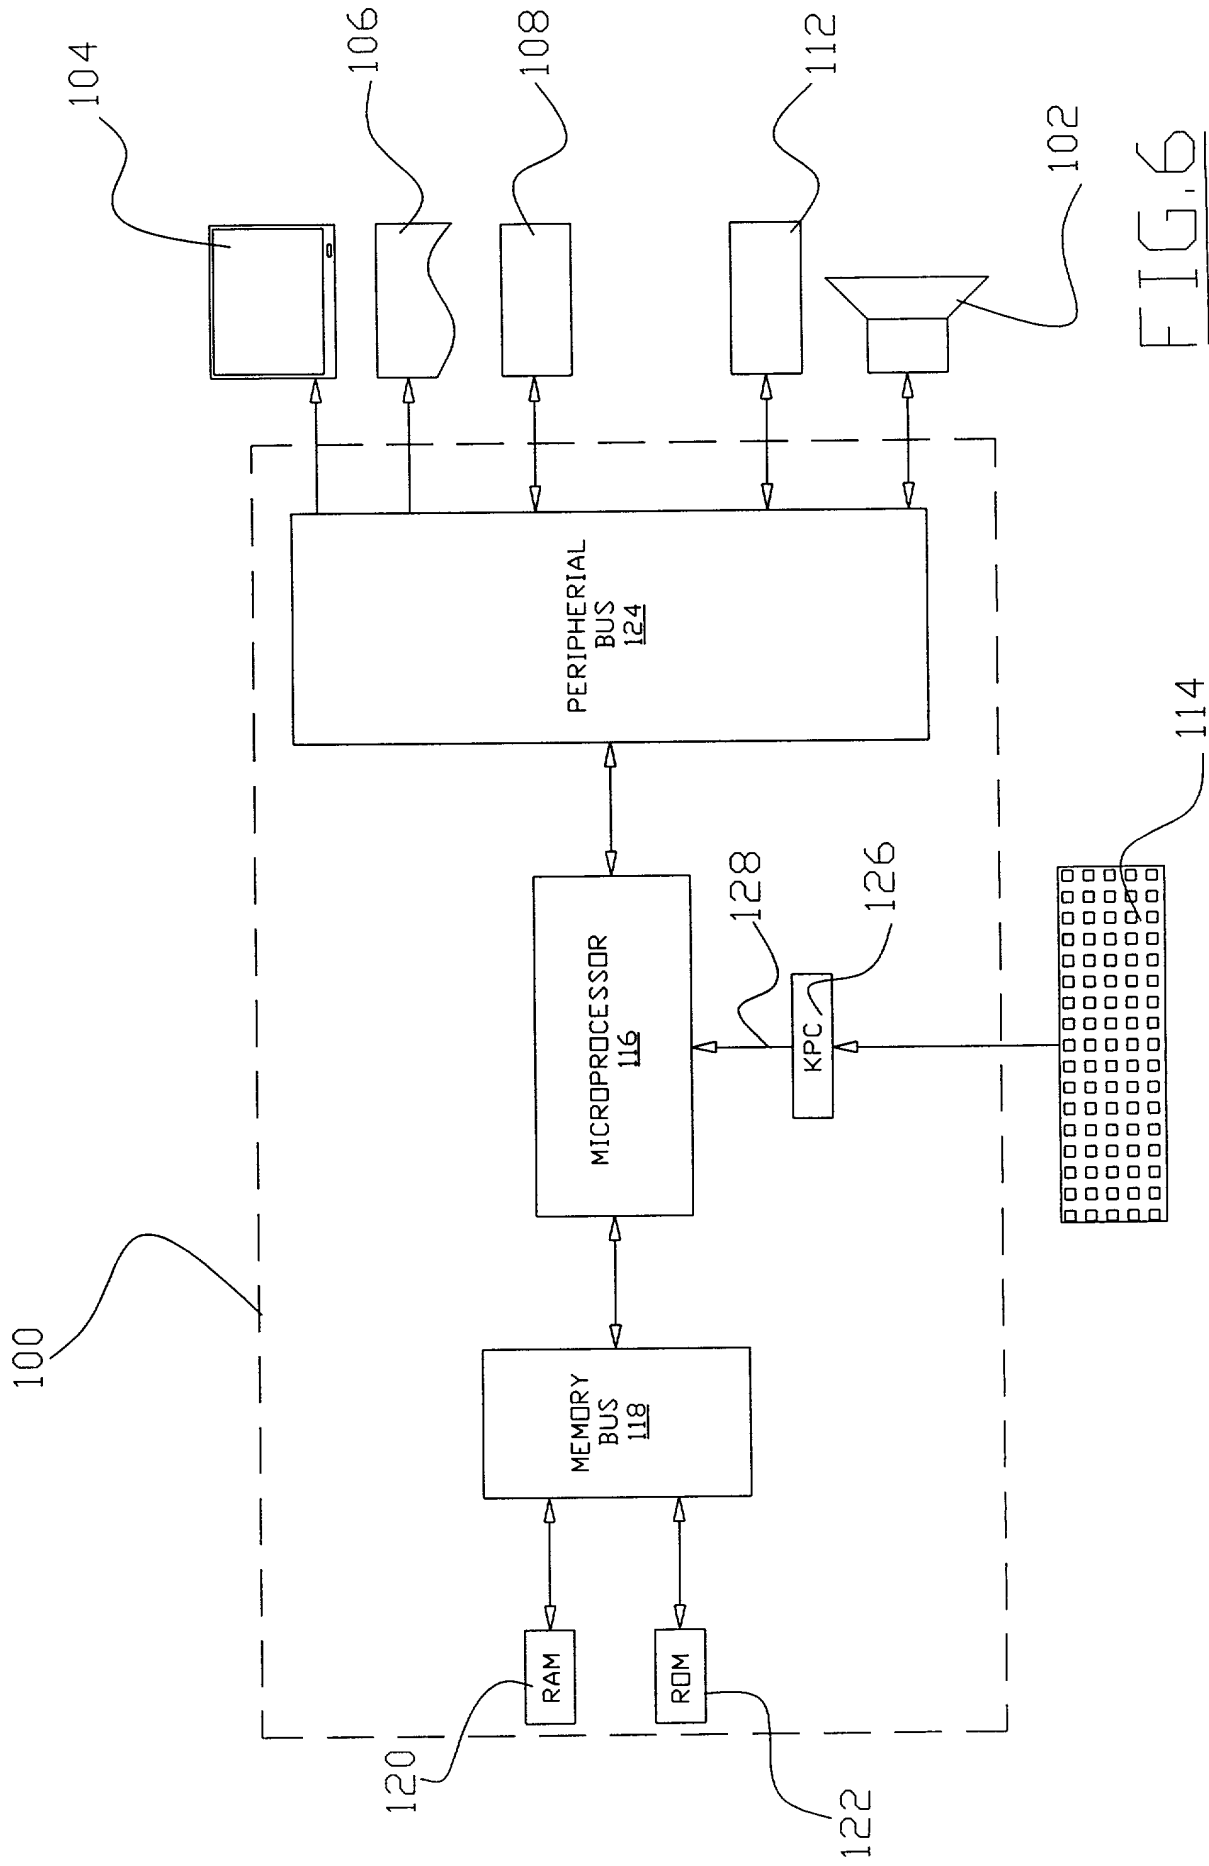 104
106
108
112
102
100
PERIPHERIAL
BUS
124
MICROPROCESSOR
116
128
126
KPC
114
MEMORY
BUS
118
RAM
ROM
120
122
FIG.6